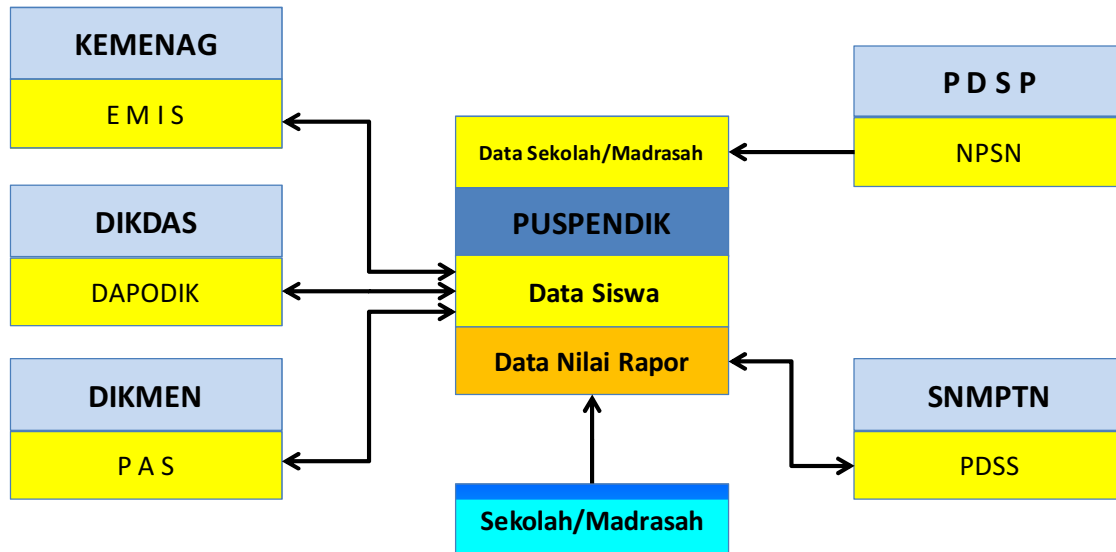 KEMENAG
E M I S
DIKDAS
DAPODIK
DIKMEN
P A S
Data Sekolah/Madrasah
PUSPENDIK
Data Siswa
Data Nilai Rapor
Sekolah/Madrasah
P D S P
NPSN
SNMPTN
PDSS